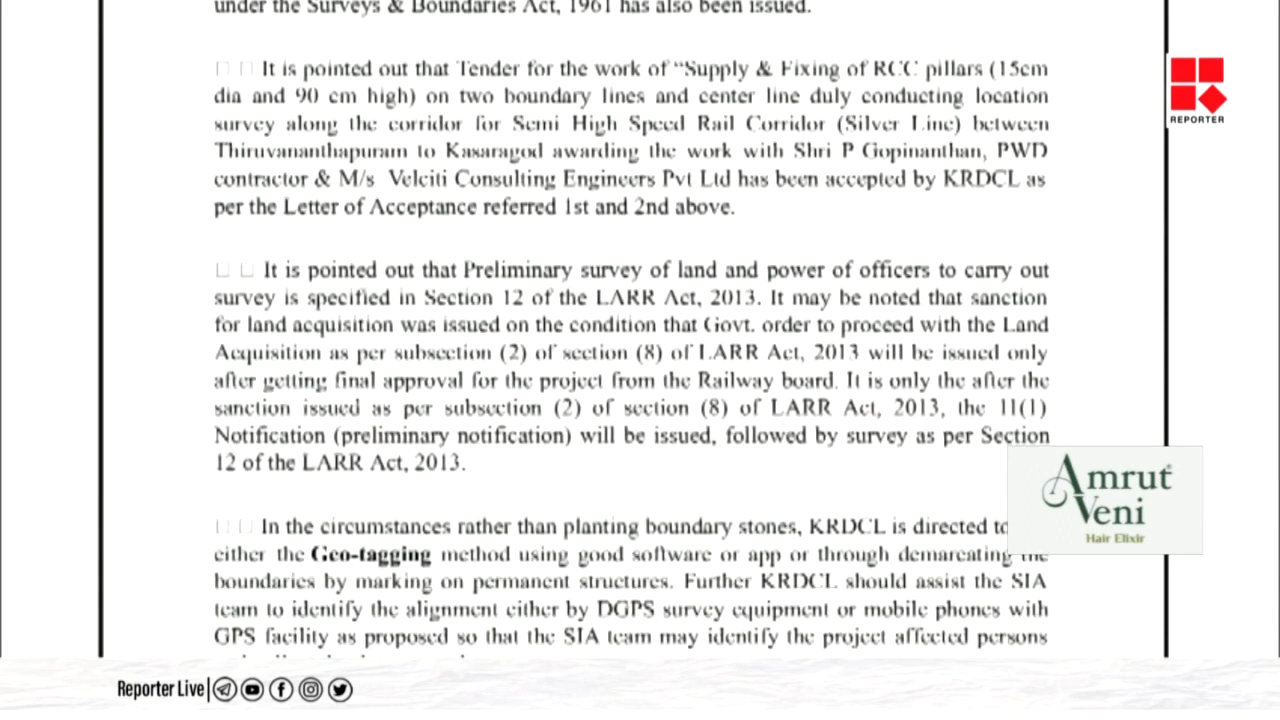 under the Surveys & Boundaries Act, 1961 has also been issued.
It is pointed out that Tender for the work of "Supply & Fixing of RCC pillars (15cm
dia and 90 cm high) on two boundary lines and center line duly conducting location
survey along the corridor for Semi High Speed Rail Corridor (Silver Line) between
Thiruvananthapuram to Kasaragod awarding the work with Shri P Gopinanthan, PWD
contractor & M/s Velciti Consulting Engineers Pvt Ltd has been accepted by KRDCL as
per the Letter of Acceptance referred 1st and 2nd above.
It is pointed out that Preliminary survey of land and power of officers to carry out
survey is specified in Section 12 of the LARR Act, 2013. It may be noted that sanction
for land acquisition was issued on the condition that Govt. order to proceed with the Land
Acquisition as per subsection (2) of section (8) of LARR Act, 2013 will be issued only
after getting final approval for the project from the Railway board. It is only the after the
sanction issued as per subsection (2) of section (8) of LARR Act, 2013, the 11(1)
Notification (preliminary notification) will be issued, followed by survey as per Section
12 of the LARR Act, 2013.
In the circumstances rather than planting boundary stones, KRDCL is directed to
either the Geo-tagging method using good software or app or through demarcating the
boundaries by marking on permanent structures. Further KRDCL should assist the SIA
team to identify the alignment either by DGPS survey equipment or mobile phones with
GPS facility as proposed so that the SIA team may identify the project affected persons
REPORTER
Amrut
Veni
Hair Elixir
Reporter Live